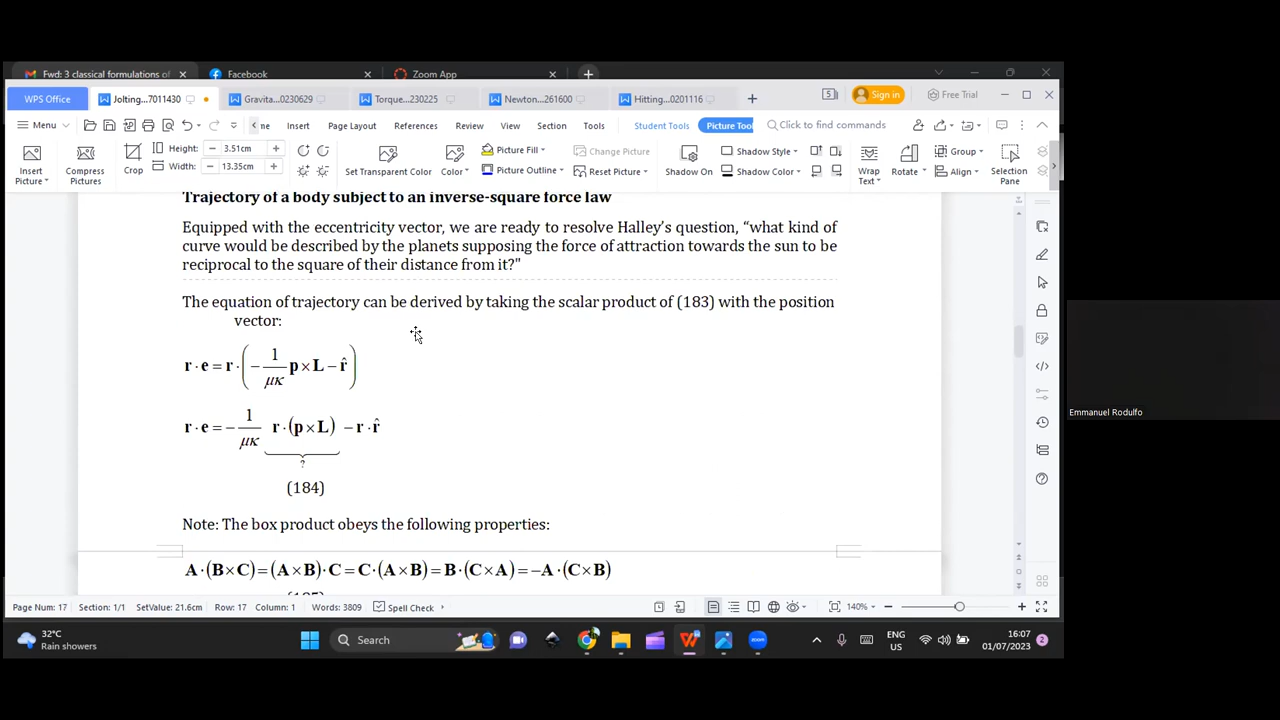 Fwd: 3 classical formulations of
Facebook
Zoom App
WPS Office
Jolting...7011430
Gravita...0230629
Torque...230225
Newton...261600
Hitting...0201116
Sign in
Free Trial
Menu
Insert
Page Layout
References
Review
View
Section
Tools
Student Tools
Picture Tool
Click to find commands
Height: 3.51cm
Width: 13.35cm
Insert Picture
Compress Pictures
Crop
Set Transparent Color
Color
Picture Fill
Picture Outline
Change Picture
Reset Picture
Shadow On
Shadow Style
Shadow Color
Wrap Text
Rotate
Group
Align
Selection Pane
Trajectory of a body subject to an inverse-square force law
Equipped with the eccentricity vector, we are ready to resolve Halley's question, “what kind of
curve would be described by the planets supposing the force of attraction towards the sun to be
reciprocal to the square of their distance from it?”
The equation of trajectory can be derived by taking the scalar product of (183) with the position
vector:
r · e = r · (− 1/μκ p × L − r̂)
r · e = − 1/μκ r · (p × L) − r · r̂
?
(184)
Note: The box product obeys the following properties:
A · (B × C) = (A × B) · C = C · (A × B) = B · (C × A) = −A · (C × B)
Emmanuel Rodulfo
Page Num: 17
Section: 1/1
SetValue: 21.6cm
Row: 17
Column: 1
Words: 3809
Spell Check
140%
32°C
Rain showers
Search
ENG
US
16:07
01/07/2023
2